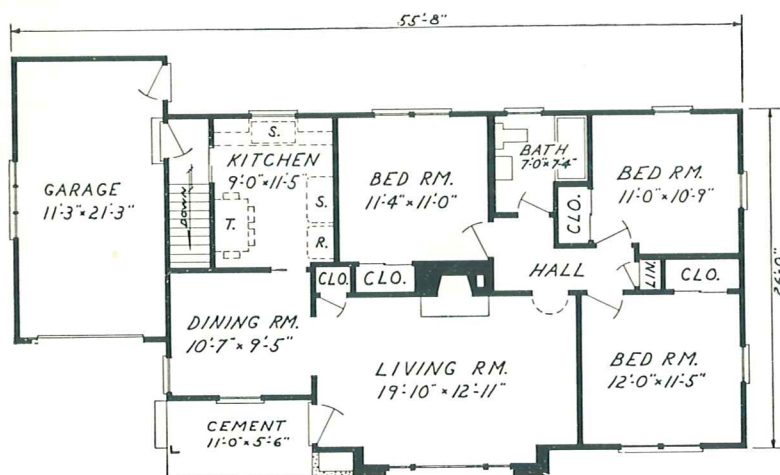 55'-8"
GARAGE
11'-3" x 21'-3"
DOWN
S.
KITCHEN
9'-0" x 11'-5
T.
S.
R.
BED RM.
11'-4" x 11'-0"
BATH
7'-0" x 7'-4"
CLO.
BED RM.
11'-0" x 10'-9"
26'-0"
CLO.
CLO.
HALL
LIN.
CLO.
DINING RM.
10'-7" x 9'-5"
LIVING RM.
19'-10" x 12'-11"
BED RM.
12'-0" x 11'-5"
CEMENT
11'-0" x 5'-6"